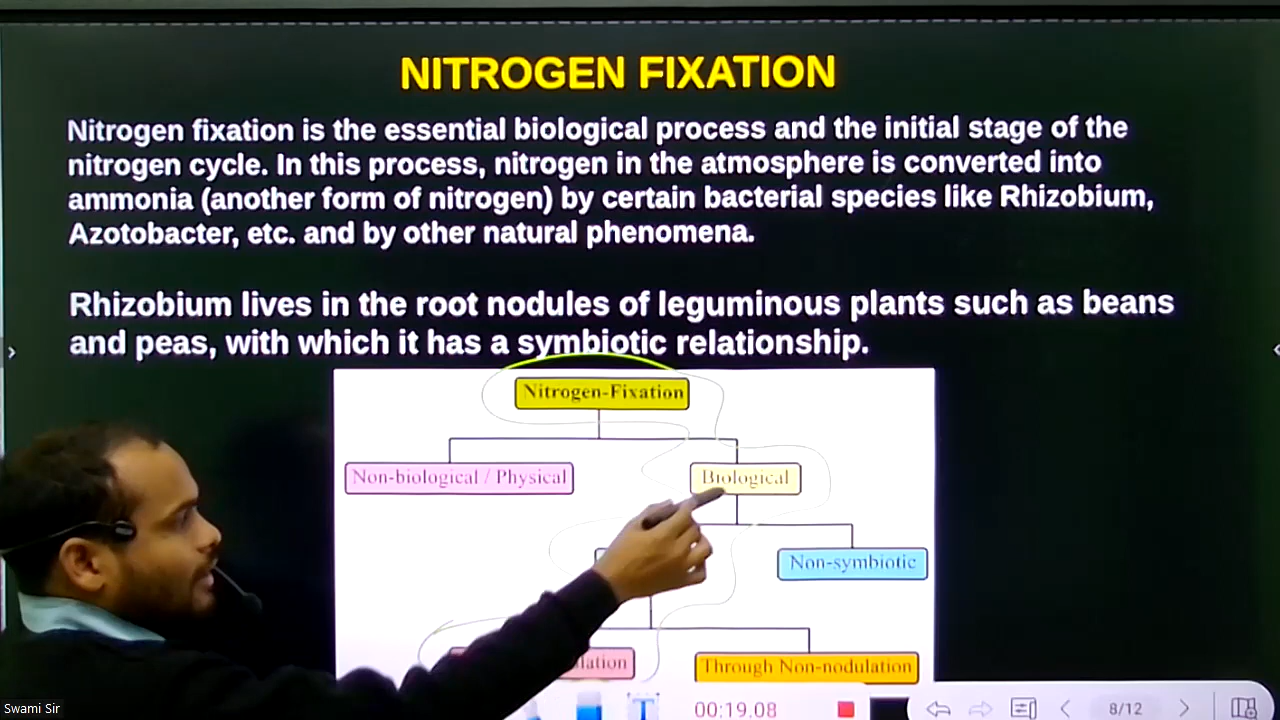 NITROGEN FIXATION
Nitrogen fixation is the essential biological process and the initial stage of the
nitrogen cycle. In this process, nitrogen in the atmosphere is converted into
ammonia (another form of nitrogen) by certain bacterial species like Rhizobium,
Azotobacter, etc. and by other natural phenomena.
Rhizobium lives in the root nodules of leguminous plants such as beans
and peas, with which it has a symbiotic relationship.
Nitrogen-Fixation
Non-biological / Physical
Biological
Non-symbiotic
Through Non-nodulation
Swami Sir
T
00:19.08
8/12